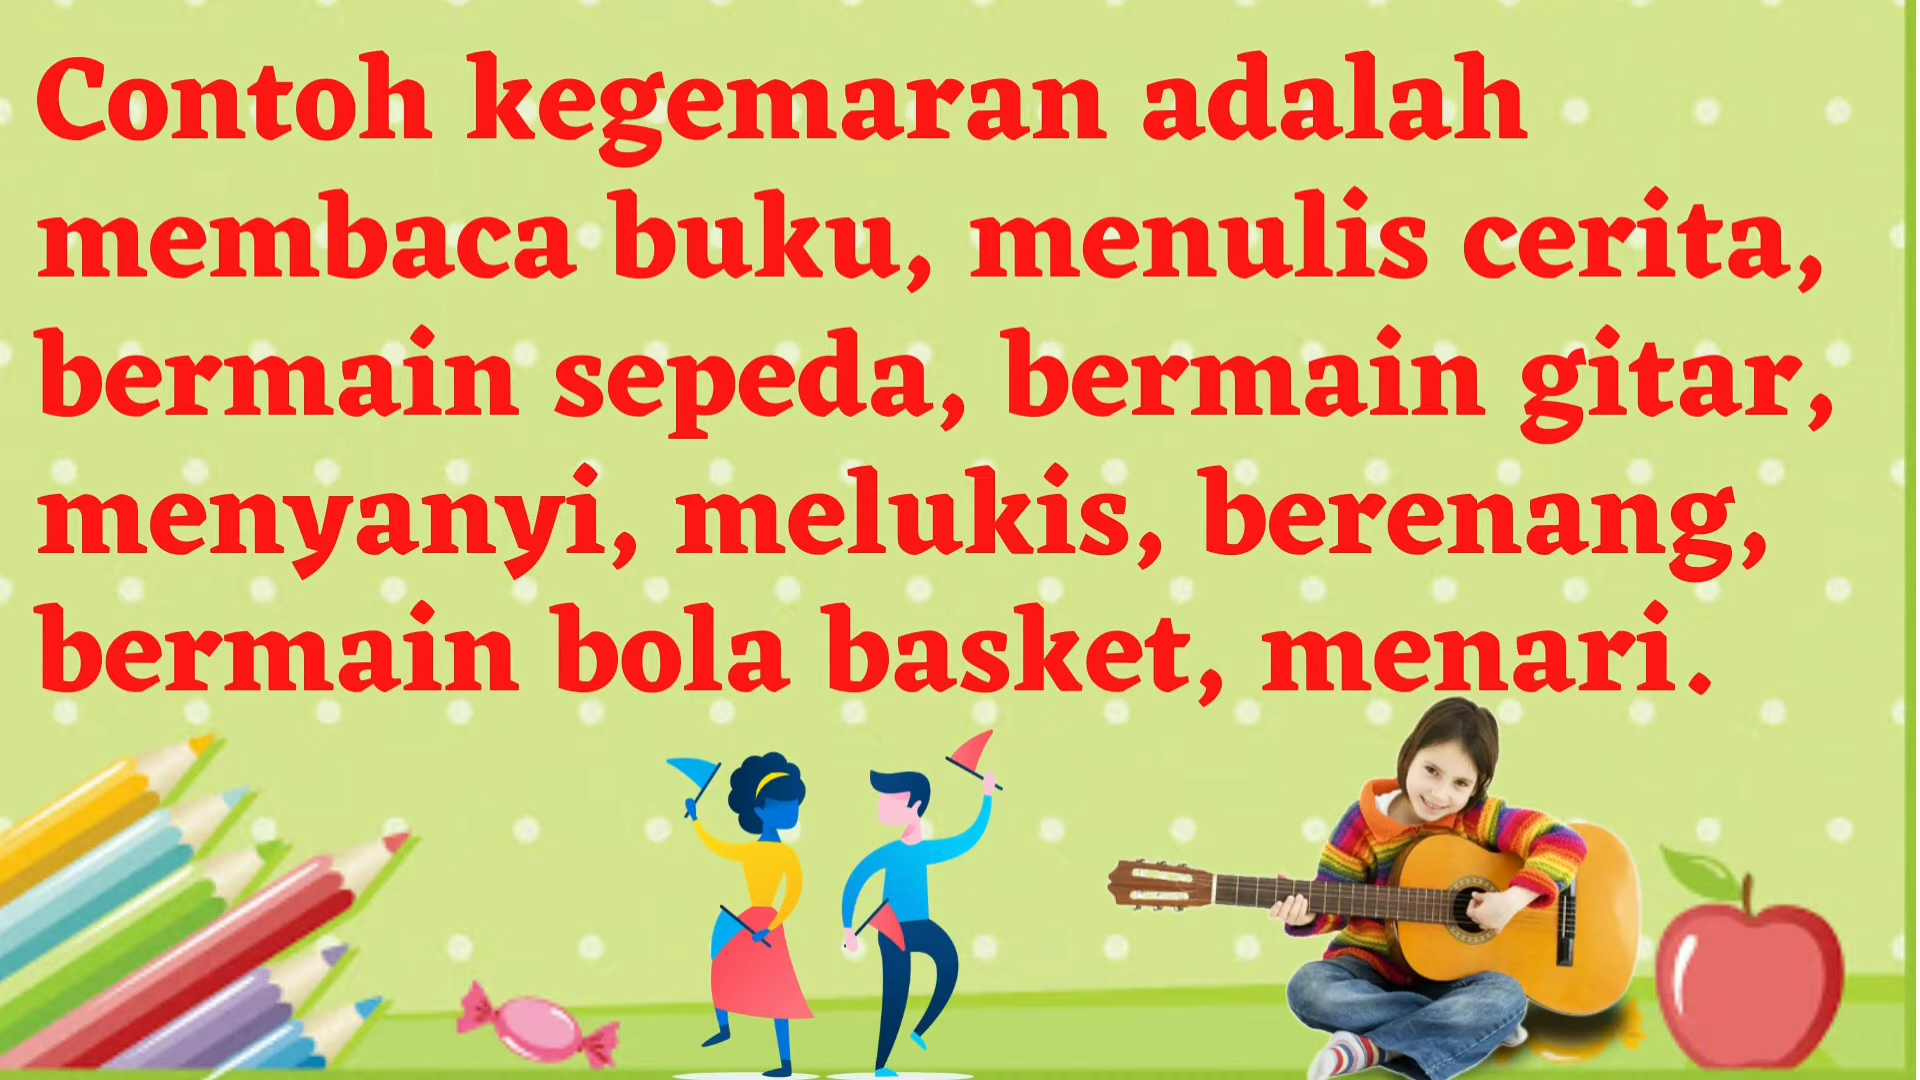 Contoh kegemaran adalah
membaca buku, menulis cerita,
bermain sepeda, bermain gitar,
menyanyi, melukis, berenang,
bermain bola basket, menari.